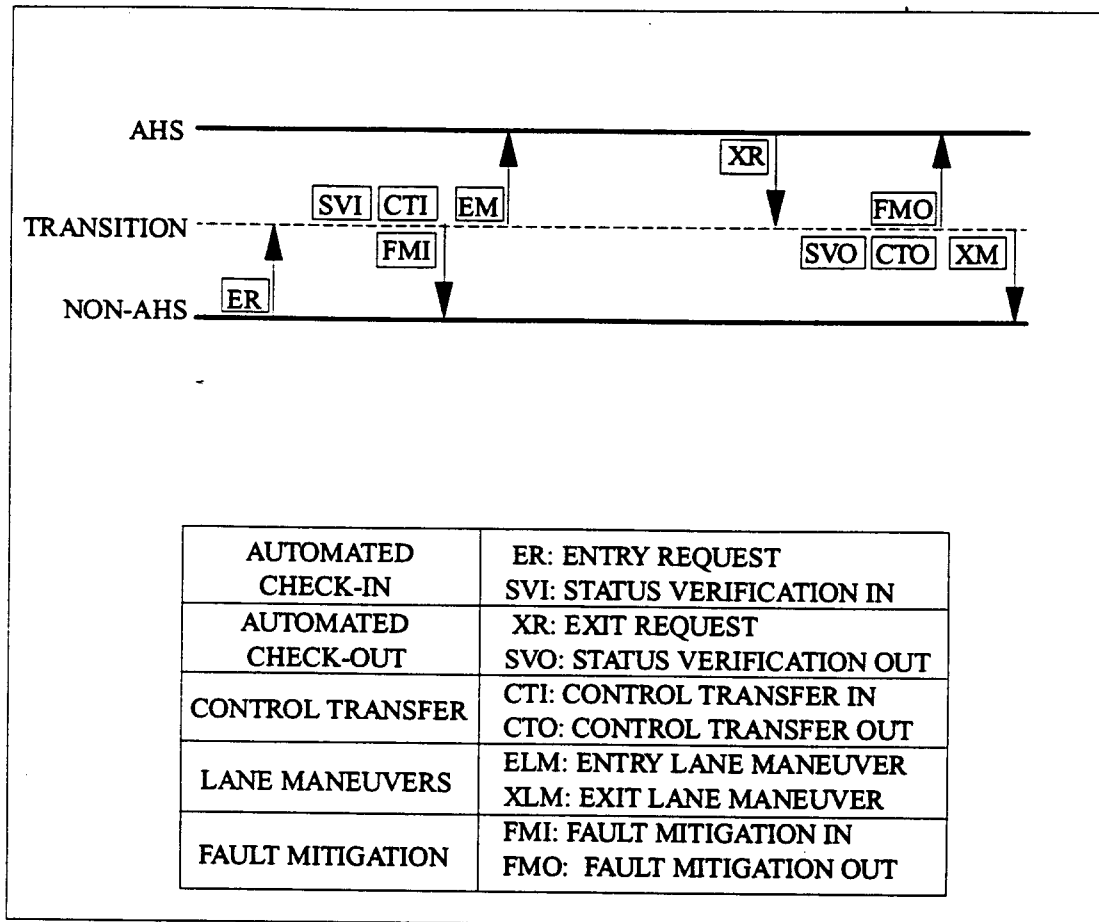 AHS
XR
SVI CTI EM
FMO
TRANSITION
FMI
SVO CTO XM
ER
NON-AHS
AUTOMATED CHECK-IN
ER: ENTRY REQUEST
SVI: STATUS VERIFICATION IN
AUTOMATED CHECK-OUT
XR: EXIT REQUEST
SVO: STATUS VERIFICATION OUT
CONTROL TRANSFER
CTI: CONTROL TRANSFER IN
CTO: CONTROL TRANSFER OUT
LANE MANEUVERS
ELM: ENTRY LANE MANEUVER
XLM: EXIT LANE MANEUVER
FAULT MITIGATION
FMI: FAULT MITIGATION IN
FMO: FAULT MITIGATION OUT